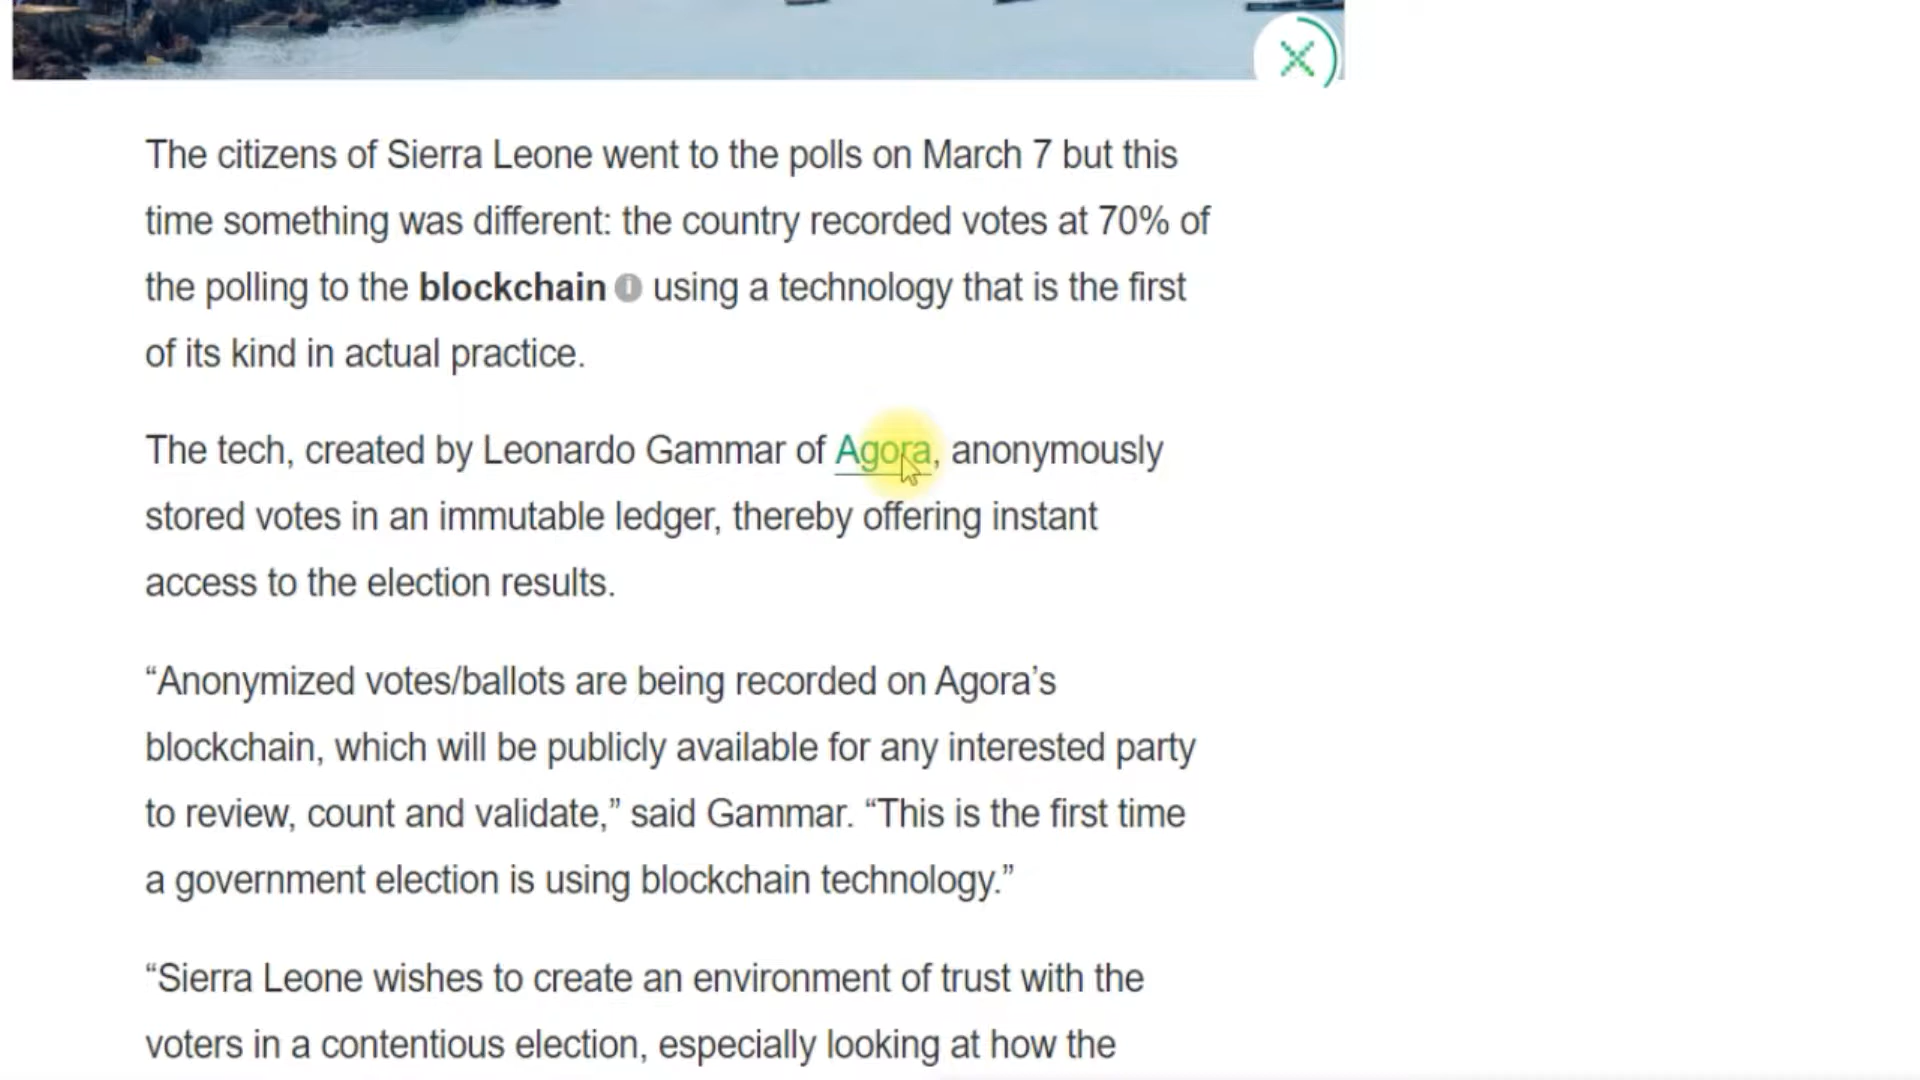 The citizens of Sierra Leone went to the polls on March 7 but this
time something was different: the country recorded votes at 70% of
the polling to the blockchain i using a technology that is the first
of its kind in actual practice.
The tech, created by Leonardo Gammar of Agora, anonymously
stored votes in an immutable ledger, thereby offering instant
access to the election results.
“Anonymized votes/ballots are being recorded on Agora’s
blockchain, which will be publicly available for any interested party
to review, count and validate,” said Gammar. “This is the first time
a government election is using blockchain technology.”
“Sierra Leone wishes to create an environment of trust with the
voters in a contentious election, especially looking at how the